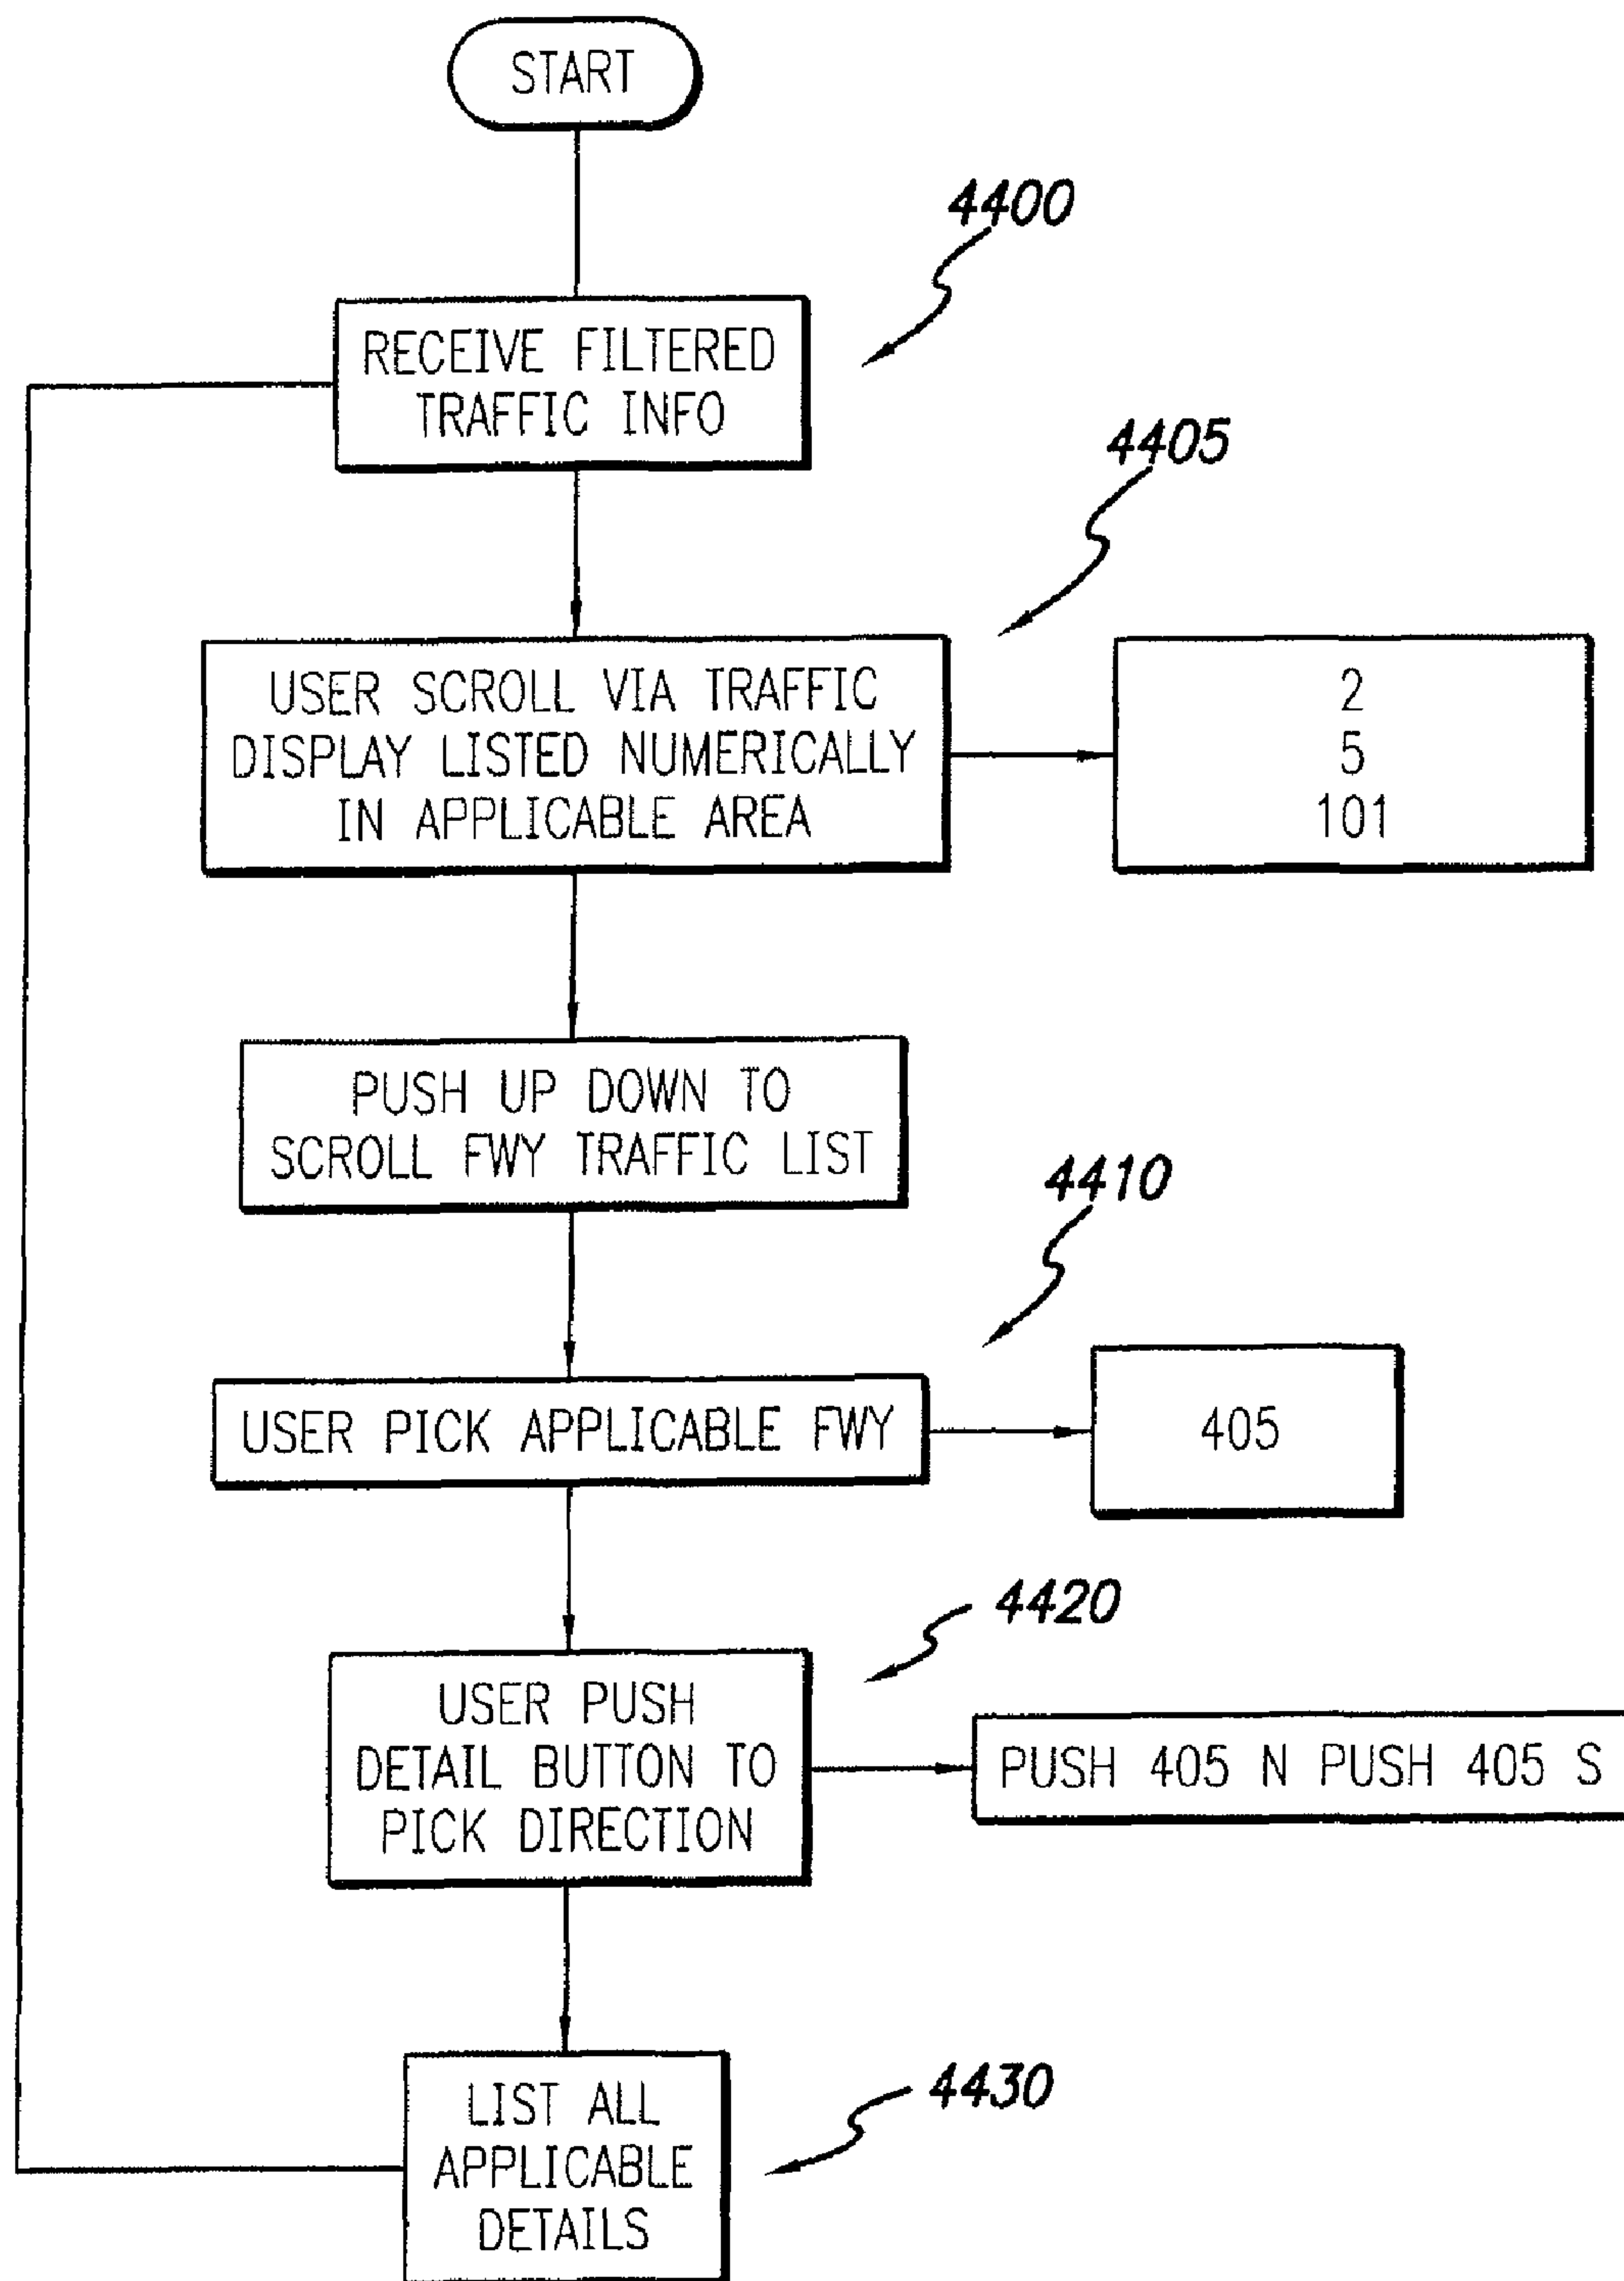 START
4400
RECEIVE FILTERED
TRAFFIC INFO
4405
USER SCROLL VIA TRAFFIC
DISPLAY LISTED NUMERICALLY
IN APPLICABLE AREA
2
5
101
PUSH UP DOWN TO
SCROLL FWY TRAFFIC LIST
4410
USER PICK APPLICABLE FWY
405
4420
USER PUSH
DETAIL BUTTON TO
PICK DIRECTION
PUSH 405 N PUSH 405 S
4430
LIST ALL
APPLICABLE
DETAILS